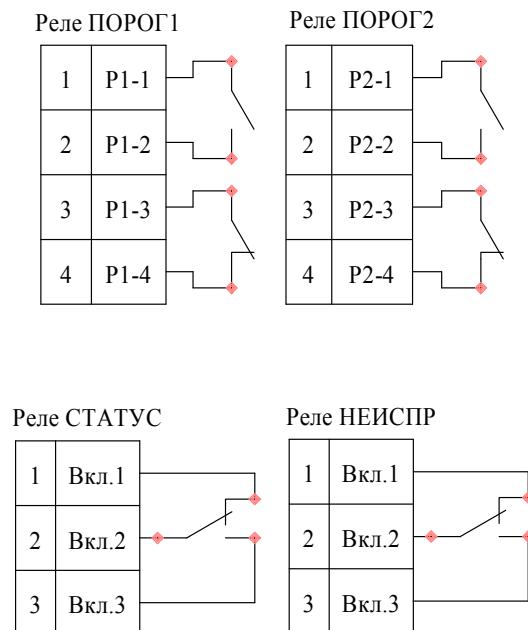 Реле ПОРОГ1
1 P1-1
2 P1-2
3 P1-3
4 P1-4
Реле ПОРОГ2
1 P2-1
2 P2-2
3 P2-3
4 P2-4
Реле СТАТУС
1 Вкл.1
2 Вкл.2
3 Вкл.3
Реле НЕИСПР
1 Вкл.1
2 Вкл.2
3 Вкл.3